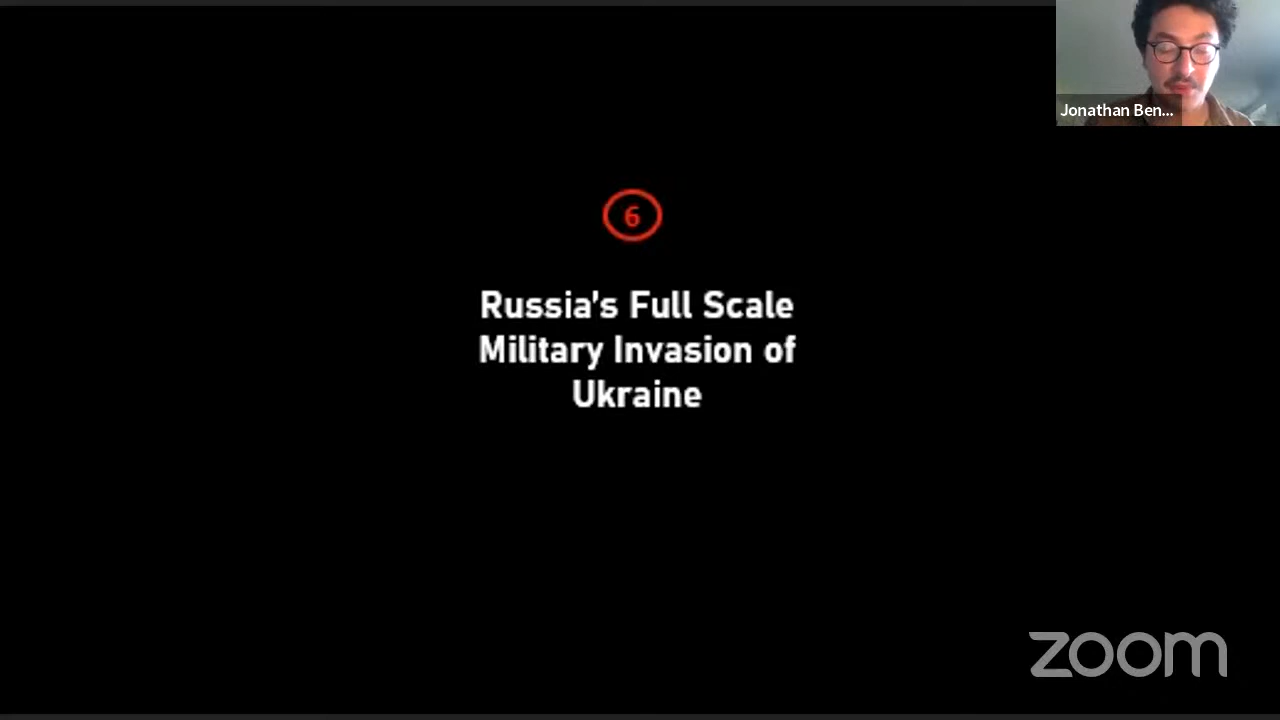 Jonathan Ben...
6
Russia's Full Scale
Military Invasion of
Ukraine
zoom